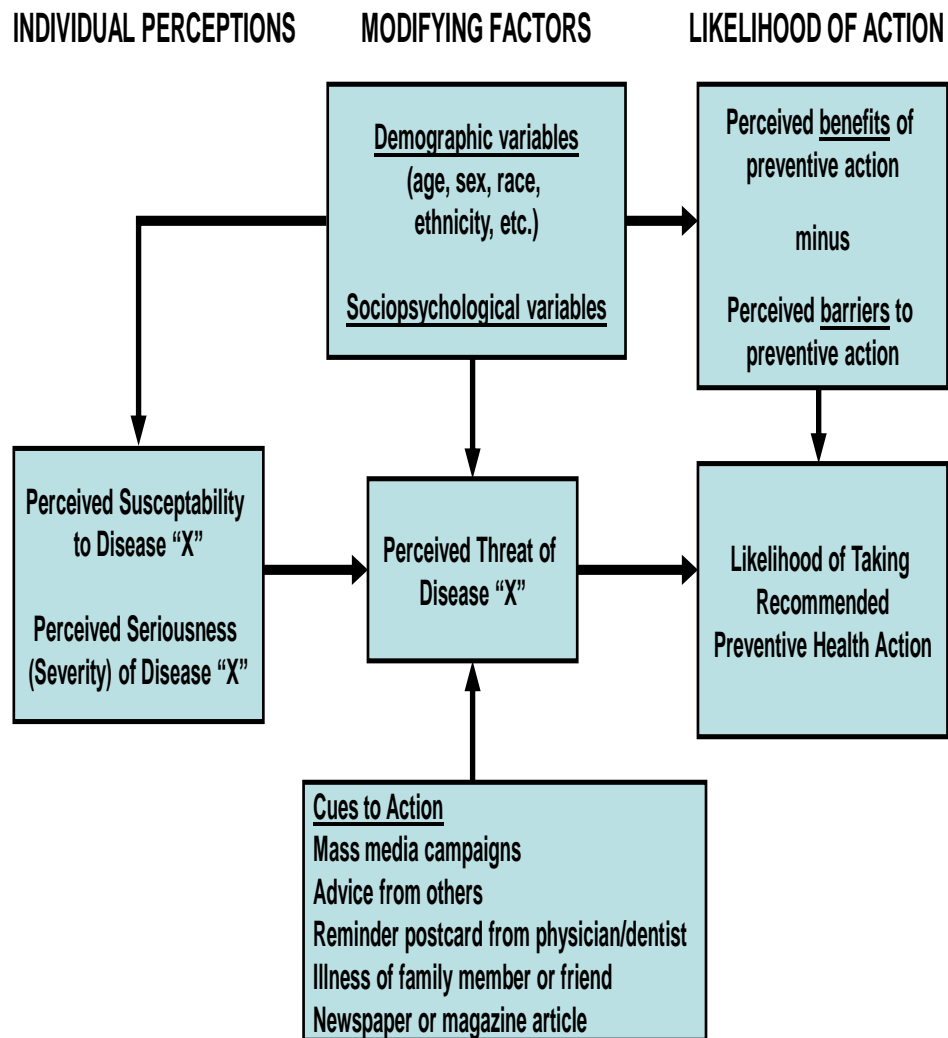 INDIVIDUAL PERCEPTIONS
MODIFYING FACTORS
LIKELIHOOD OF ACTION
Demographic variables
(age, sex, race,
ethnicity, etc.)
Sociopsychological variables
Perceived benefits of
preventive action
minus
Perceived barriers to
preventive action
Perceived Susceptability
to Disease “X”
Perceived Seriousness
(Severity) of Disease “X”
Perceived Threat of
Disease “X”
Likelihood of Taking
Recommended
Preventive Health Action
Cues to Action
Mass media campaigns
Advice from others
Reminder postcard from physician/dentist
Illness of family member or friend
Newspaper or magazine article